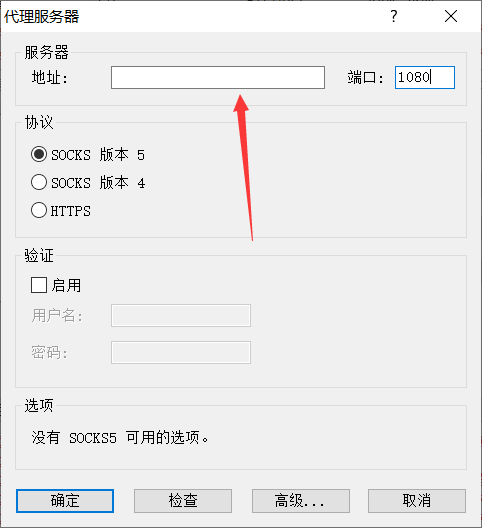 代理服务器 ?
服务器
地址: 端口: 1080
协议
SOCKS 版本 5
SOCKS 版本 4
HTTPS
验证
启用
用户名:
密码:
选项
没有 SOCKS5 可用的选项。
确定 检查 高级... 取消